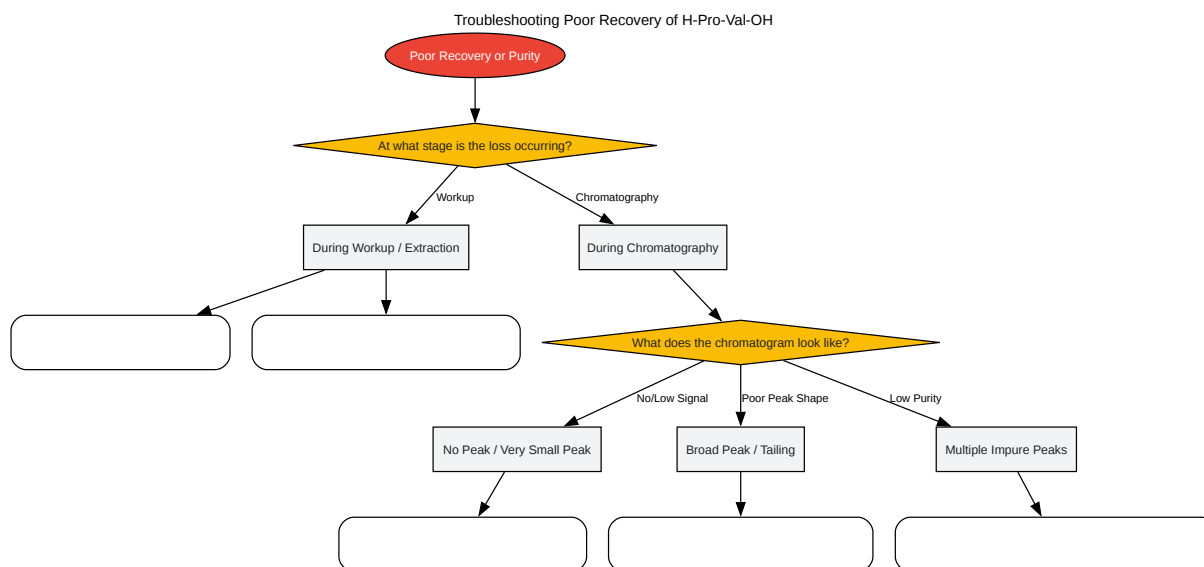 Troubleshooting Poor Recovery of H-Pro-Val-OH
Poor Recovery or Purity
At what stage is the loss occurring?
Workup
Chromatography
During Workup / Extraction
During Chromatography
What does the chromatogram look like?
No/Low Signal
Poor Peak Shape
Low Purity
No Peak / Very Small Peak
Broad Peak / Tailing
Multiple Impure Peaks